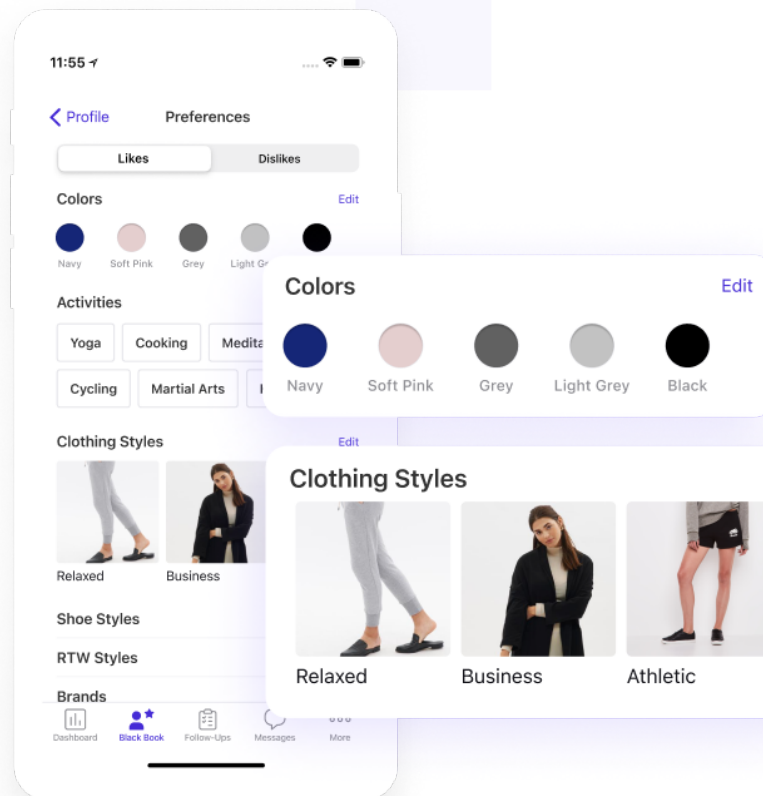 11:55
Profile
Preferences
Likes
Dislikes
Colors
Edit
Navy
Soft Pink
Grey
Activities
Yoga
Cooking
Cycling
Martial Arts
Clothing Styles
Edit
Relaxed
Business
Shoe Styles
RTW Styles
Brands
Dashboard
Black Book
Follow-Ups
Messages
More
Colors
Edit
Navy
Soft Pink
Grey
Light Grey
Black
Clothing Styles
Relaxed
Business
Athletic